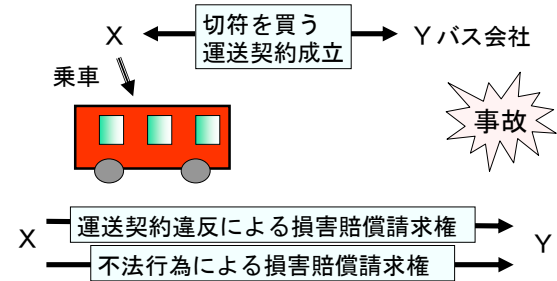 切符を買う
運送契約成立
X
Yバス会社
乗車
事故
運送契約違反による損害賠償請求権
X
Y
不法行為による損害賠償請求権